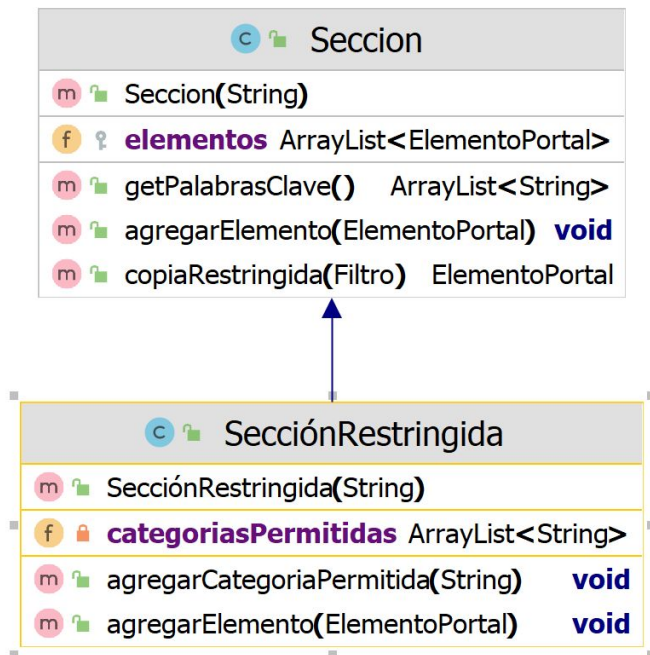 c Seccion
m Seccion(String)
f elementos ArrayList<ElementoPortal>
m getPalabrasClave() ArrayList<String>
m agregarElemento(ElementoPortal) void
m copiaRestringida(Filtro) ElementoPortal
c SecciónRestringida
m SecciónRestringida(String)
f categoriasPermitidas ArrayList<String>
m agregarCategoriaPermitida(String) void
m agregarElemento(ElementoPortal) void